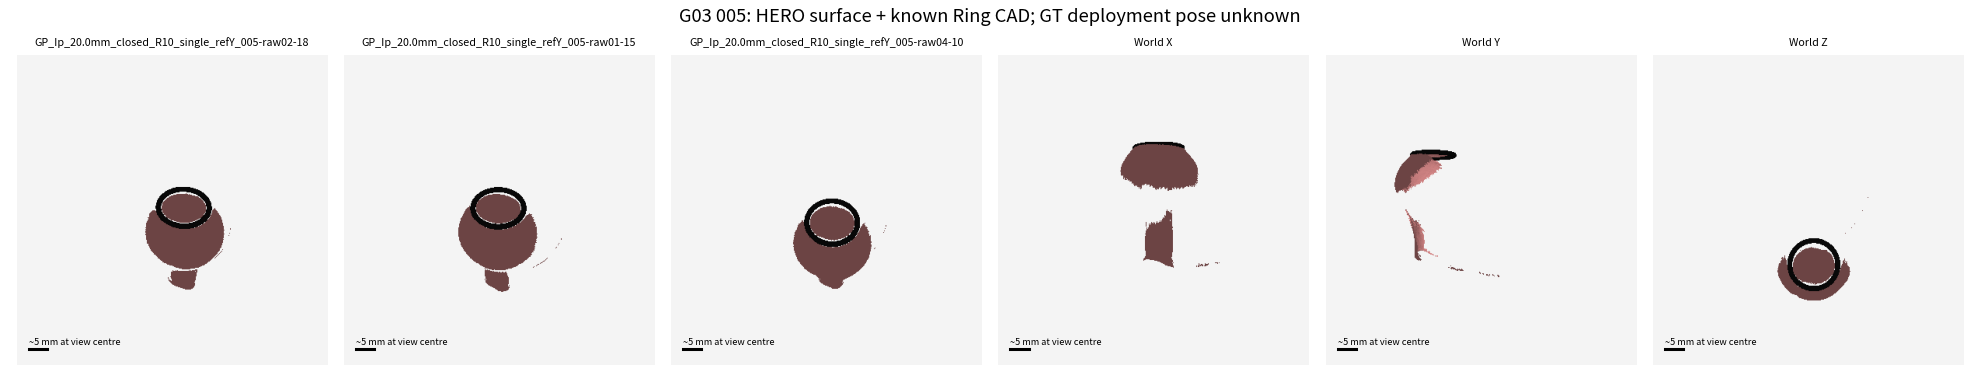 G03 005: HERO surface + known Ring CAD; GT deployment pose unknown
GP_Ip_20.0mm_closed_R10_single_refY_005-raw02-18
GP_Ip_20.0mm_closed_R10_single_refY_005-raw01-15
GP_Ip_20.0mm_closed_R10_single_refY_005-raw04-10
World X
World Y
World Z
~5 mm at view centre
~5 mm at view centre
~5 mm at view centre
~5 mm at view centre
~5 mm at view centre
~5 mm at view centre